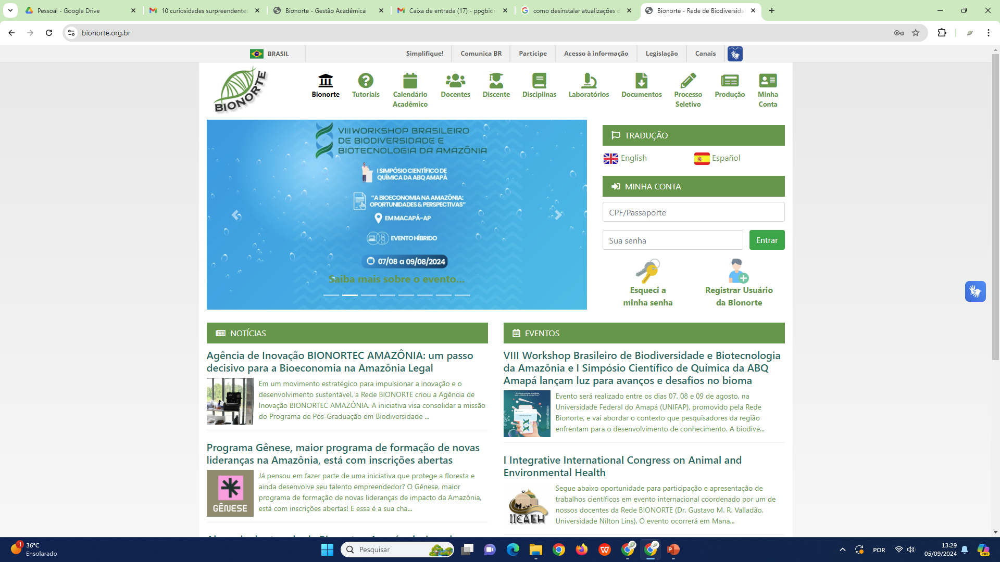 Pessoal - Google Drive
10 curiosidades surpreendentes
Bionorte - Gestão Acadêmica
Caixa de entrada (17) - ppgbion
como desinstalar atualizações d
Bionorte - Rede de Biodiversida
bionorte.org.br
BRASIL
Simplifique!
Comunica BR
Participe
Acesso à informação
Legislação
Canais
BIONORTE
Bionorte
Tutoriais
Calendário
Acadêmico
Docentes
Discente
Disciplinas
Laboratórios
Documentos
Processo
Seletivo
Produção
Minha
Conta
VIII WORKSHOP BRASILEIRO
DE BIODIVERSIDADE E
BIOTECNOLOGIA DA AMAZÔNIA
I SIMPÓSIO CIENTÍFICO DE
QUÍMICA DA ABQ AMAPÁ
"A BIOECONOMIA NA AMAZÔNIA:
OPORTUNIDADES & PERSPECTIVAS"
EM MACAPÁ-AP
EVENTO HÍBRIDO
07/08 a 09/08/2024
Saiba mais sobre o evento...
TRADUÇÃO
English
Español
MINHA CONTA
CPF/Passaporte
Sua senha
Entrar
Esqueci a
minha senha
Registrar Usuário
da Bionorte
NOTÍCIAS
Agência de Inovação BIONORTEC AMAZÔNIA: um passo
decisivo para a Bioeconomia na Amazônia Legal
Em um movimento estratégico para impulsionar a inovação e o
desenvolvimento sustentável, a Rede BIONORTE criou a Agência de
Inovação BIONORTEC AMAZÔNIA. A iniciativa visa consolidar a missão
do Programa de Pós-Graduação em Biodiversidade ...
Programa Gênese, maior programa de formação de novas
lideranças na Amazônia, está com inscrições abertas
GÊNESE
Já pensou em fazer parte de uma iniciativa que protege a floresta e
ainda desenvolve seu talento empreendedor? O Gênese, maior
programa de formação de novas lideranças de impacto da Amazônia,
está com inscrições abertas! E essa é a sua cha...
EVENTOS
VIII Workshop Brasileiro de Biodiversidade e Biotecnologia
da Amazônia e I Simpósio Científico de Química da ABQ
Amapá lançam luz para avanços e desafios no bioma
Evento será realizado entre os dias 07, 08 e 09 de agosto, na
Universidade Federal do Amapá (UNIFAP), promovido pela Rede
Bionorte, e vai abordar o contexto que pesquisadores da região
enfrentam para o desenvolvimento de conhecimento. A biodive...
I Integrative International Congress on Animal and
Environmental Health
IICAEH
Segue abaixo oportunidade para participação e apresentação de
trabalhos científicos em evento internacional coordenado por um de
nossos docentes da Rede BIONORTE (Dr. Gustavo M. R. Valladão,
Universidade Nilton Lins). O evento ocorrerá em Mana...
1
36°C
Ensolarado
Pesquisar
POR
13:29
05/09/2024
PRE